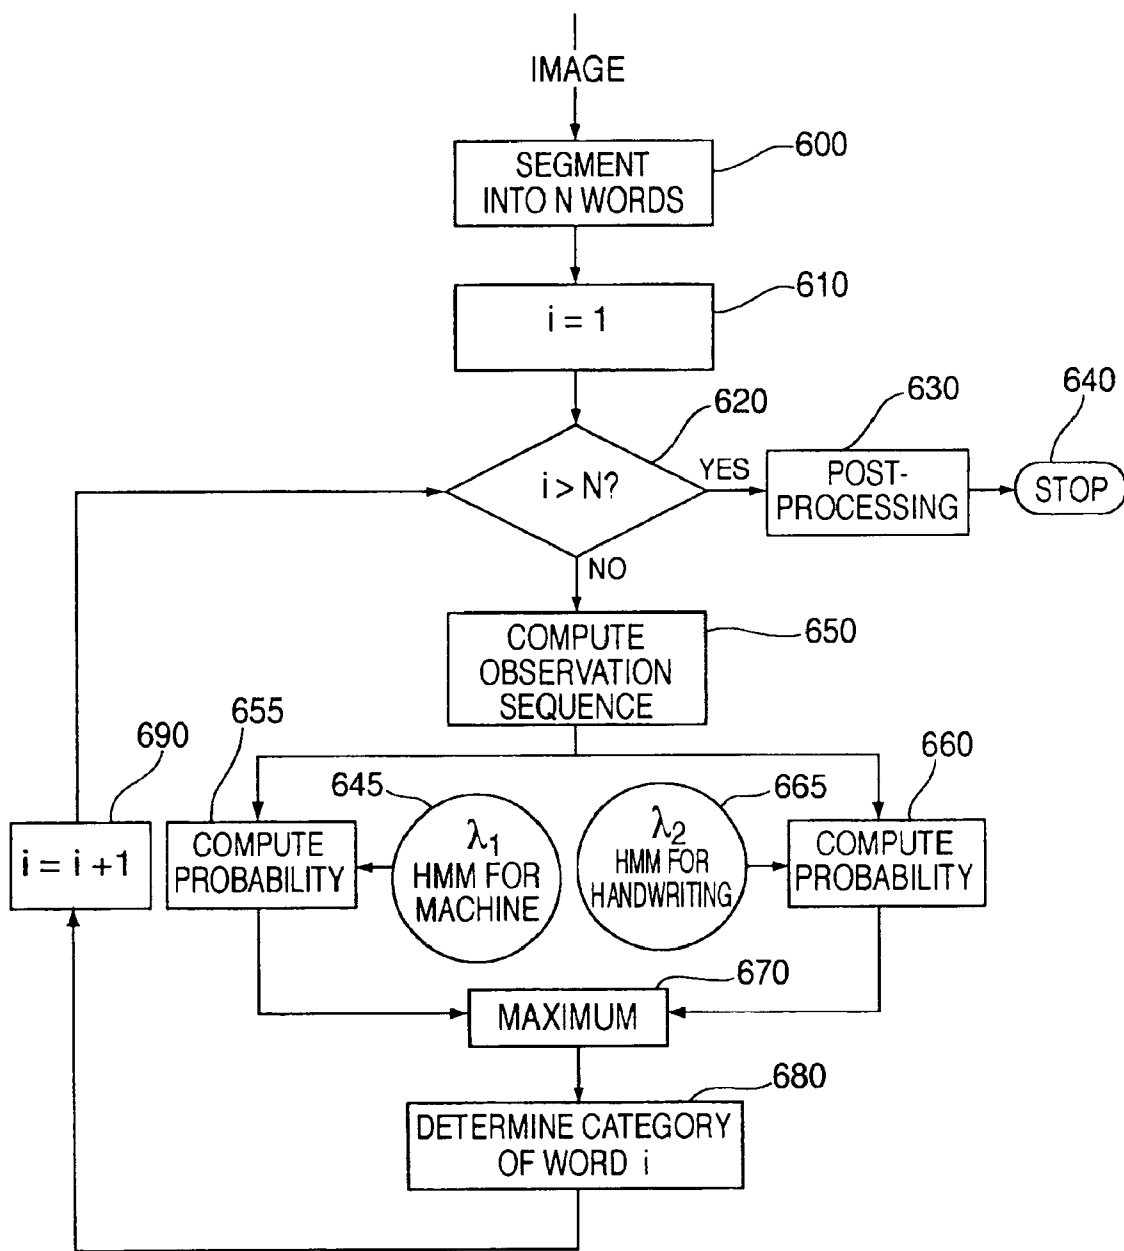 IMAGE
600
SEGMENT
INTO N WORDS
610
i = 1
620
i > N?
YES
630
POST-
PROCESSING
640
STOP
NO
650
COMPUTE
OBSERVATION
SEQUENCE
690
i = i +1
655
COMPUTE
PROBABILITY
645
λ1
HMM FOR
MACHINE
665
λ2
HMM FOR
HANDWRITING
660
COMPUTE
PROBABILITY
670
MAXIMUM
680
DETERMINE CATEGORY
OF WORD i